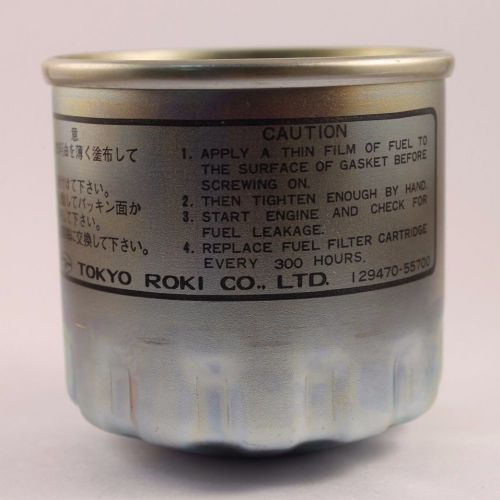 意
油を薄く塗布して
付けて下さい。
してパッキン面か
さい。
に交換して下さい。
CAUTION
1. APPLY A THIN FILM OF FUEL TO
THE SURFACE OF GASKET BEFORE
SCREWING ON.
2. THEN TIGHTEN ENOUGH BY HAND.
3. START ENGINE AND CHECK FOR
FUEL LEAKAGE.
4. REPLACE FUEL FILTER CARTRIDGE
EVERY 300 HOURS.
TOKYO ROKI CO., LTD. 129470-55700